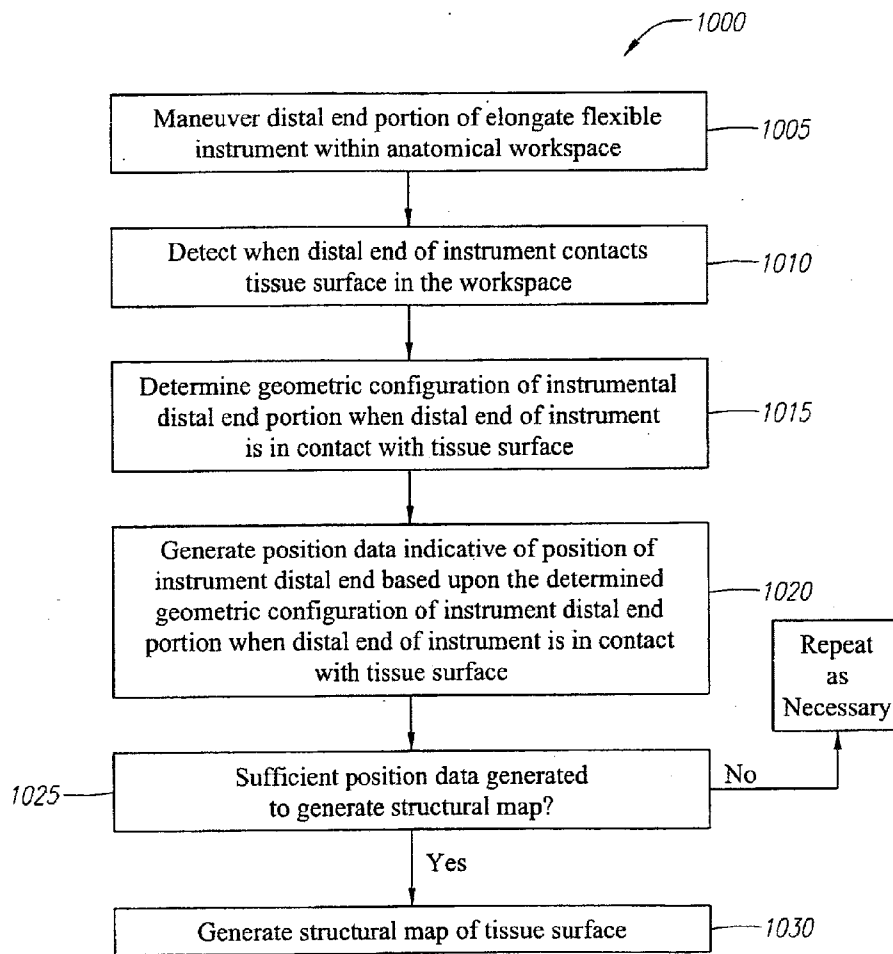 1000
Maneuver distal end portion of elongate flexible
instrument within anatomical workspace
1005
Detect when distal end of instrument contacts
tissue surface in the workspace
1010
Determine geometric configuration of instrumental
distal end portion when distal end of instrument
is in contact with tissue surface
1015
Generate position data indicative of position of
instrument distal end based upon the determined
geometric configuration of instrument distal end
portion when distal end of instrument is in contact
with tissue surface
1020
Repeat
as
Necessary
1025
Sufficient position data generated
to generate structural map?
No
Yes
Generate structural map of tissue surface
1030